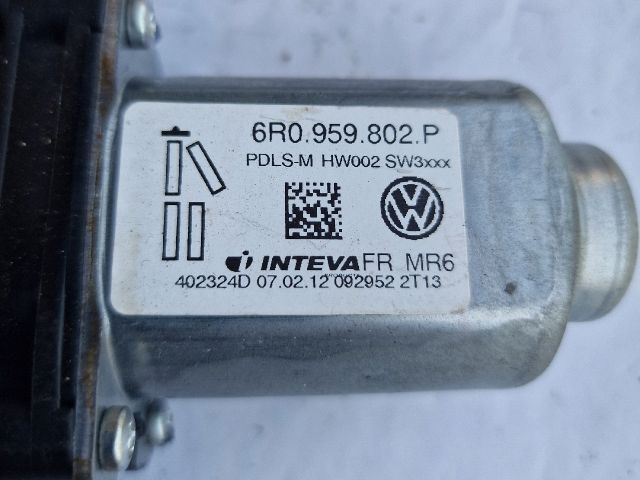 6R0.959.802.P
PDLS-M HW002 SW3xxx
INTEVA FR MR6
402324D 07.02.12 092952 2T13